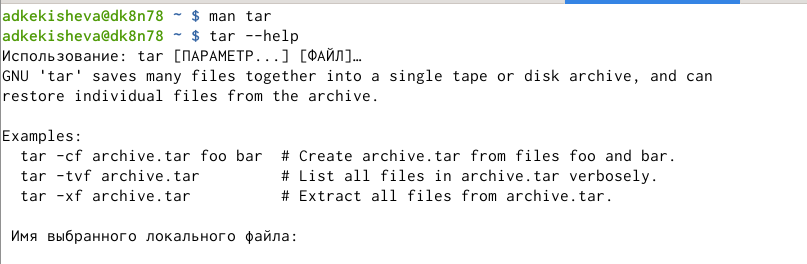 adkekisheva@dk8n78 ~ $ man tar
adkekisheva@dk8n78 ~ $ tar --help
Использование: tar [ПАРАМЕТР...] [ФАЙЛ]…
GNU 'tar' saves many files together into a single tape or disk archive, and can
restore individual files from the archive.

Examples:
  tar -cf archive.tar foo bar  # Create archive.tar from files foo and bar.
  tar -tvf archive.tar         # List all files in archive.tar verbosely.
  tar -xf archive.tar          # Extract all files from archive.tar.

 Имя выбранного локального файла: